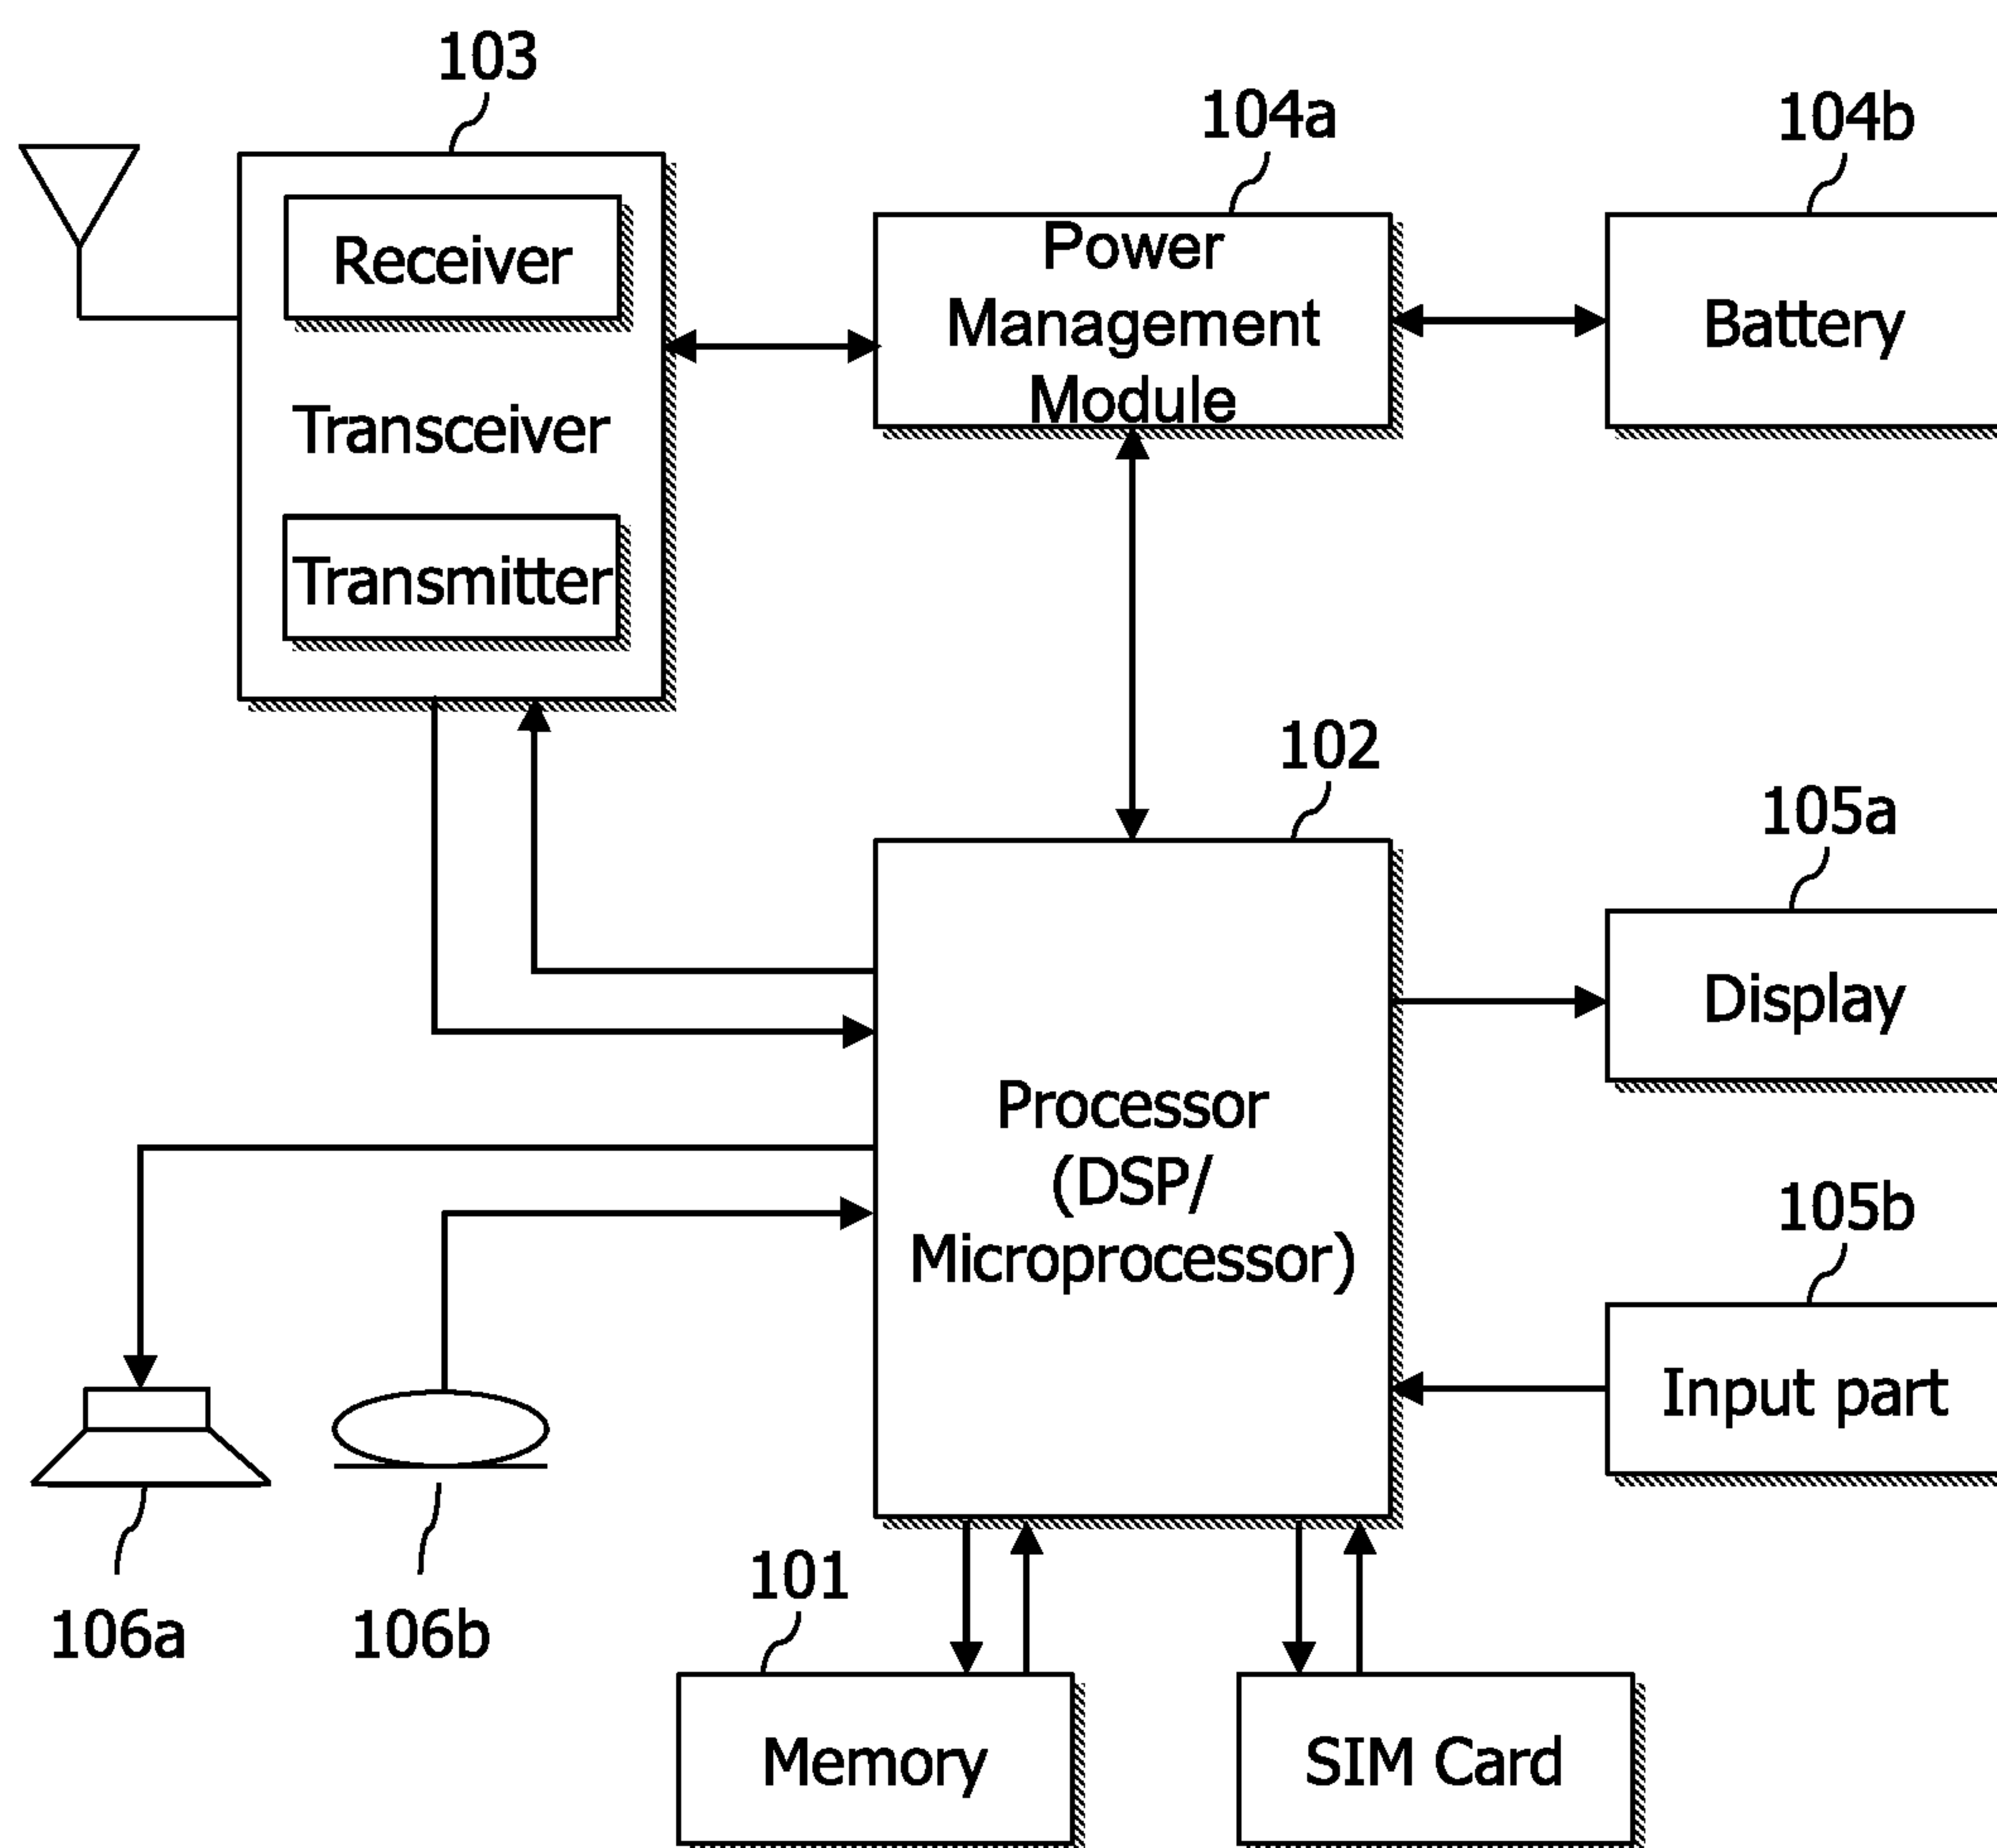 103
104a
104b
Receiver
Transceiver
Transmitter
Power
Management
Module
Battery
102
105a
Display
Processor
(DSP/
Microprocessor)
105b
Input part
106a
106b
101
Memory
SIM Card